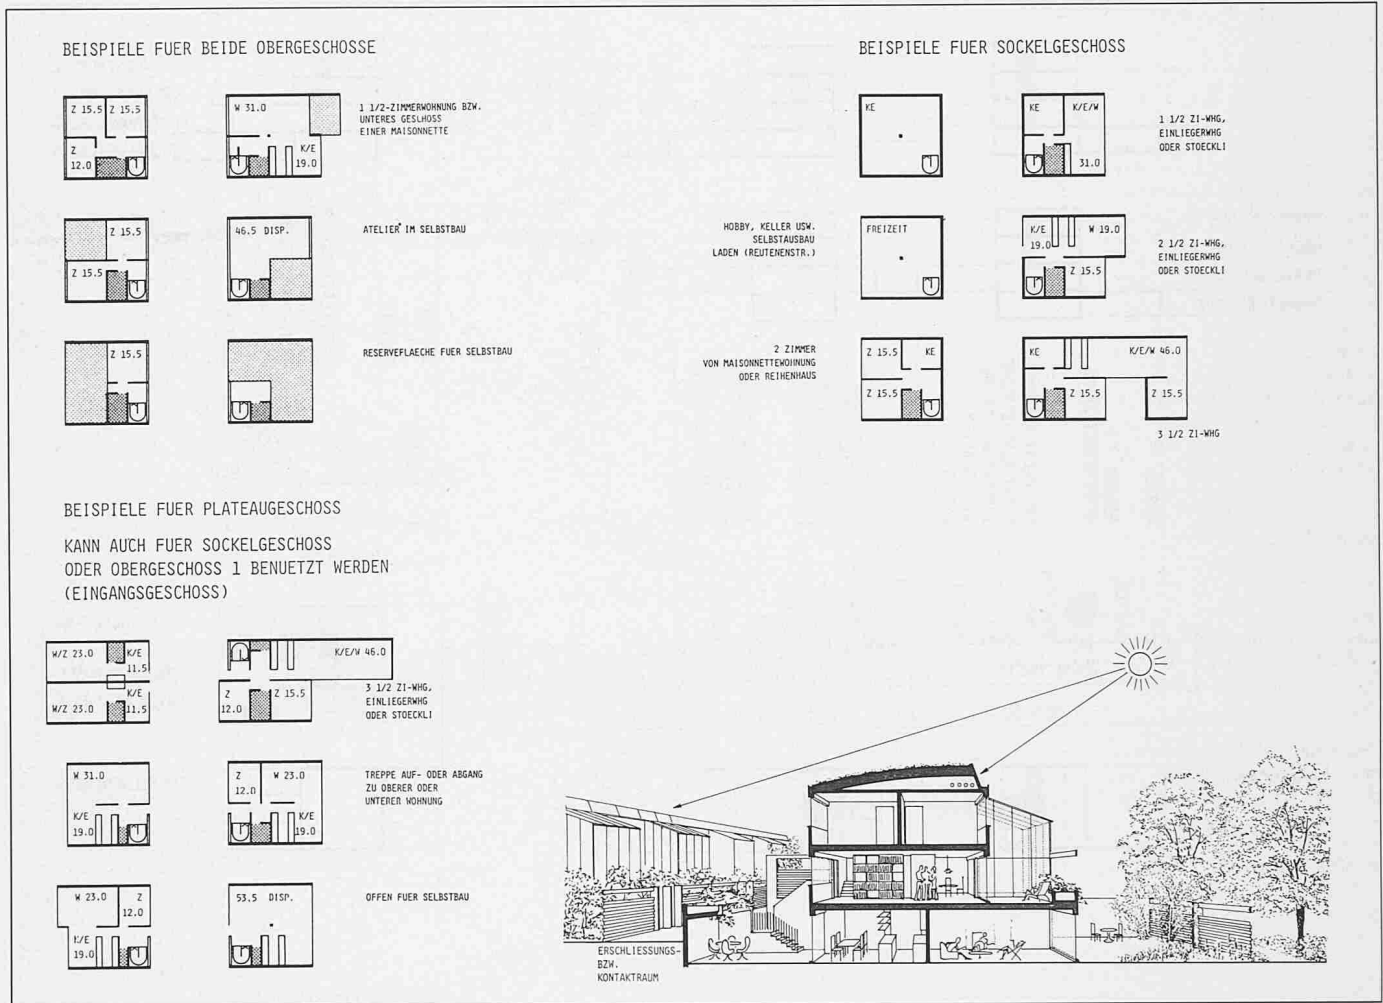 BEISPIELE FUER BEIDE OBERGESCHOSSE
Z 15.5 Z 15.5
Z
12.0
W 31.0
K/E
19.0
1 1/2-ZIMMERWOHNUNG BZW.
UNTERES GESCHOSS
EINER MAISONNETTE
Z 15.5
Z 15.5
46.5 DISP.
ATELIER IM SELBSTBAU
Z 15.5
RESERVEFLAECHE FUER SELBSTBAU
BEISPIELE FUER SOCKELGESCHOSS
KE
KE K/E/W
31.0
1 1/2 ZI-WHG,
EINLIEGERWHG
ODER STOECKLI
HOBBY, KELLER USW.
SELBSTAUSBAU
LADEN (REUTENENSTR.)
FREIZEIT
K/E W 19.0
19.0
Z 15.5
2 1/2 ZI-WHG,
EINLIEGERWHG
ODER STOECKLI
2 ZIMMER
VON MAISONNETTEWOHNUNG
ODER REIHENHAUS
Z 15.5 KE
Z 15.5
KE K/E/W 46.0
Z 15.5 Z 15.5
3 1/2 ZI-WHG
BEISPIELE FUER PLATEAUGESCHOSS
KANN AUCH FUER SOCKELGESCHOSS
ODER OBERGESCHOSS 1 BENUETZT WERDEN
(EINGANGSGESCHOSS)
W/Z 23.0 K/E
11.5
K/E
W/Z 23.0 11.5
K/E/W 46.0
Z Z 15.5
12.0
3 1/2 ZI-WHG,
EINLIEGERWHG
ODER STOECKLI
W 31.0
K/E
19.0
Z W 23.0
12.0
K/E
19.0
TREPPE AUF- ODER ABGANG
ZU OBERER ODER
UNTERER WOHNUNG
W 23.0 Z
12.0
K/E
19.0
53.5 DISP.
OFFEN FUER SELBSTBAU
ERSCHLIESSUNGS-
BZW.
KONTAKTRAUM